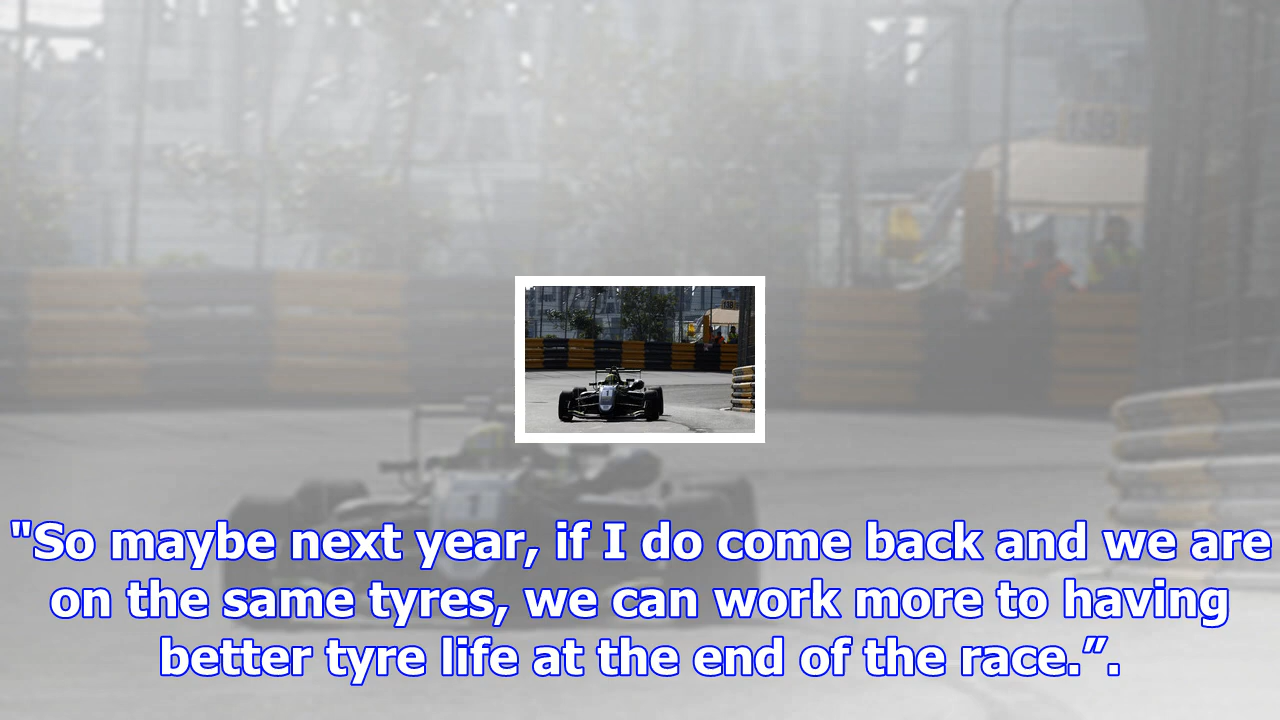 "So maybe next year, if I do come back and we are
on the same tyres, we can work more to having
better tyre life at the end of the race.”.
1